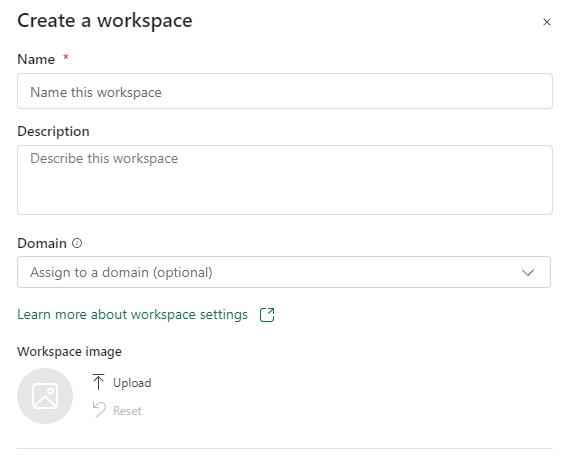 Create a workspace
Name *
Name this workspace
Description
Describe this workspace
Domain
Assign to a domain (optional)
Learn more about workspace settings
Workspace image
Upload
Reset